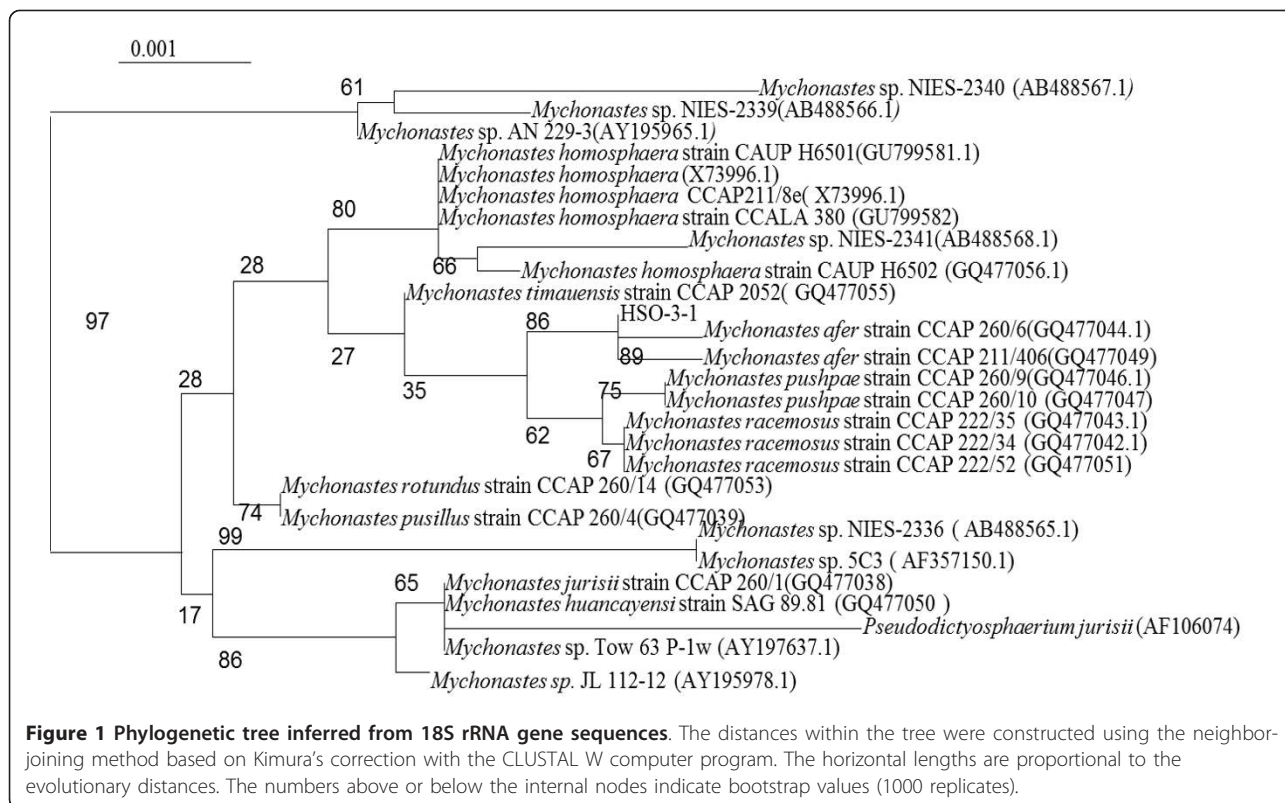 0.001
61
Mychonastes sp. NIES-2340 (AB488567.1)
Mychonastes sp. NIES-2339(AB488566.1)
Mychonastes sp. AN 229-3(AY195965.1)
Mychonastes homosphaera strain CAUP H6501(GU799581.1)
Mychonastes homosphaera (X73996.1)
80
Mychonastes homosphaera CCAP211/8e( X73996.1)
Mychonastes homosphaera strain CCALA 380 (GU799582)
Mychonastes sp. NIES-2341(AB488568.1)
28
66
Mychonastes homosphaera strain CAUP H6502 (GQ477056.1)
Mychonastes timauensis strain CCAP 2052( GQ477055)
97
86
HSO-3-1
Mychonastes afer strain CCAP 260/6(GQ477044.1)
27
89
Mychonastes afer strain CCAP 211/406(GQ477049)
28
35
75
Mychonastes pushpae strain CCAP 260/9(GQ477046.1)
Mychonastes pushpae strain CCAP 260/10 (GQ477047)
Mychonastes racemosus strain CCAP 222/35 (GQ477043.1)
62
Mychonastes racemosus strain CCAP 222/34 (GQ477042.1)
67
Mychonastes racemosus strain CCAP 222/52 (GQ477051)
Mychonastes rotundus strain CCAP 260/14 (GQ477053)
74
Mychonastes pusillus strain CCAP 260/4(GQ477039)
99
Mychonastes sp. NIES-2336 ( AB488565.1)
Mychonastes sp. 5C3 ( AF357150.1)
65
Mychonastes jurisii strain CCAP 260/1(GQ477038)
17
Mychonastes huancayensi strain SAG 89.81 (GQ477050 )
Pseudodictyosphaerium jurisii (AF106074)
86
Mychonastes sp. Tow 63 P-1w (AY197637.1)
Mychonastes sp. JL 112-12 (AY195978.1)
Figure 1 Phylogenetic tree inferred from 18S rRNA gene sequences. The distances within the tree were constructed using the neighbor-
joining method based on Kimura's correction with the CLUSTAL W computer program. The horizontal lengths are proportional to the
evolutionary distances. The numbers above or below the internal nodes indicate bootstrap values (1000 replicates).